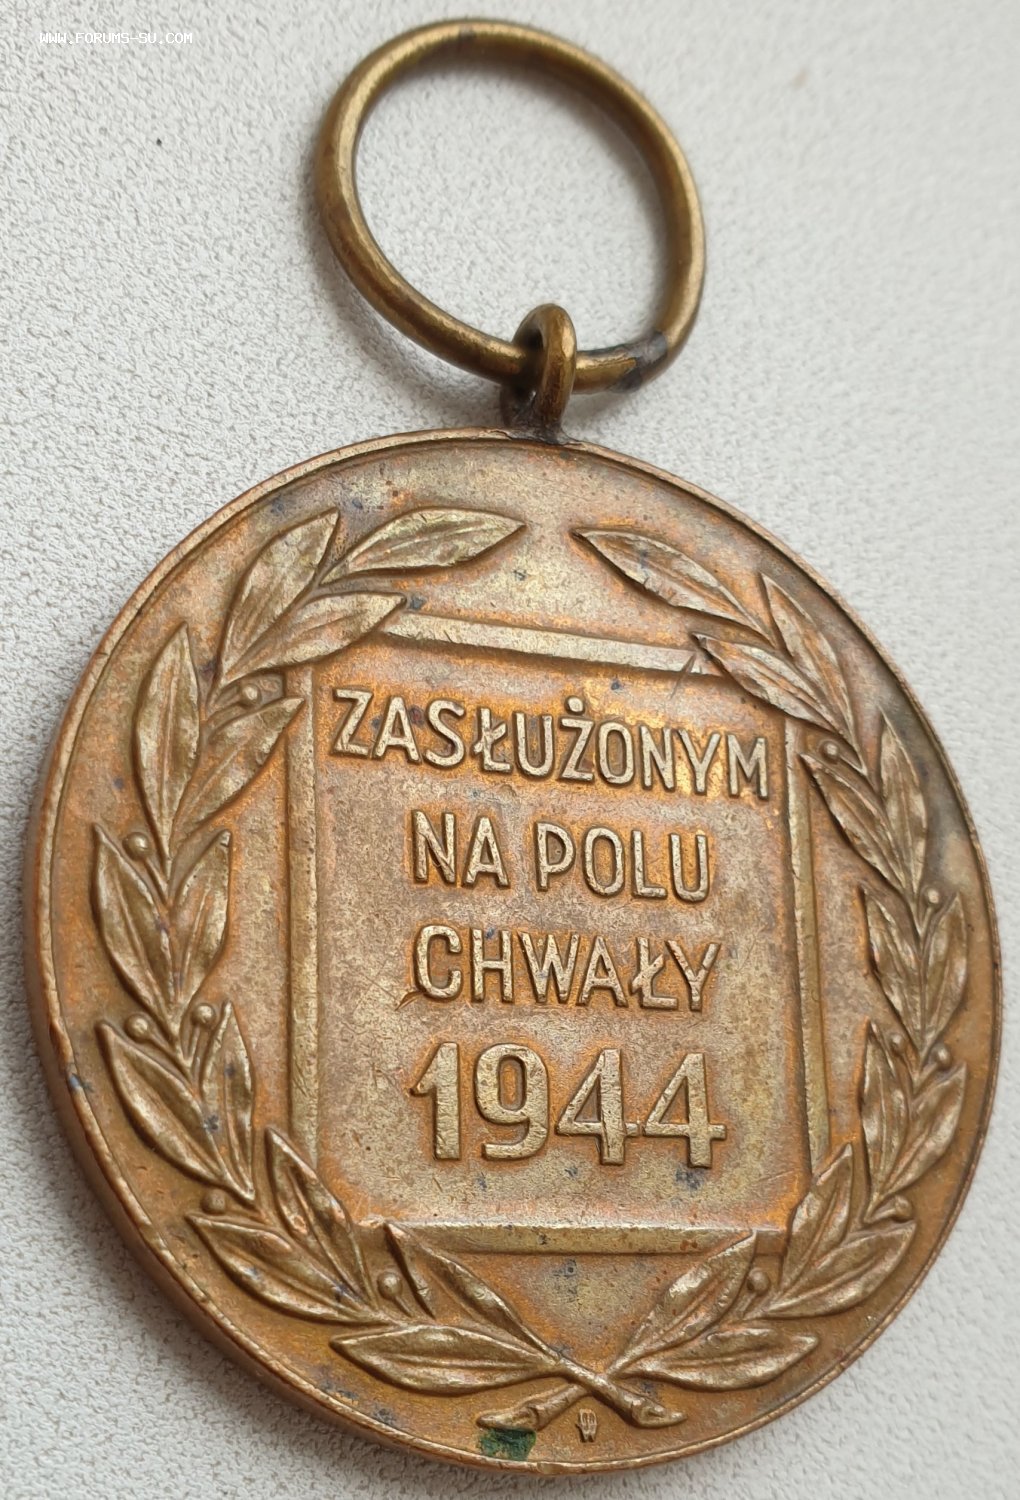 WWW.FORUMS-SU.COM
ZASŁUŻONYM
NA POLU
CHWAŁY
1944